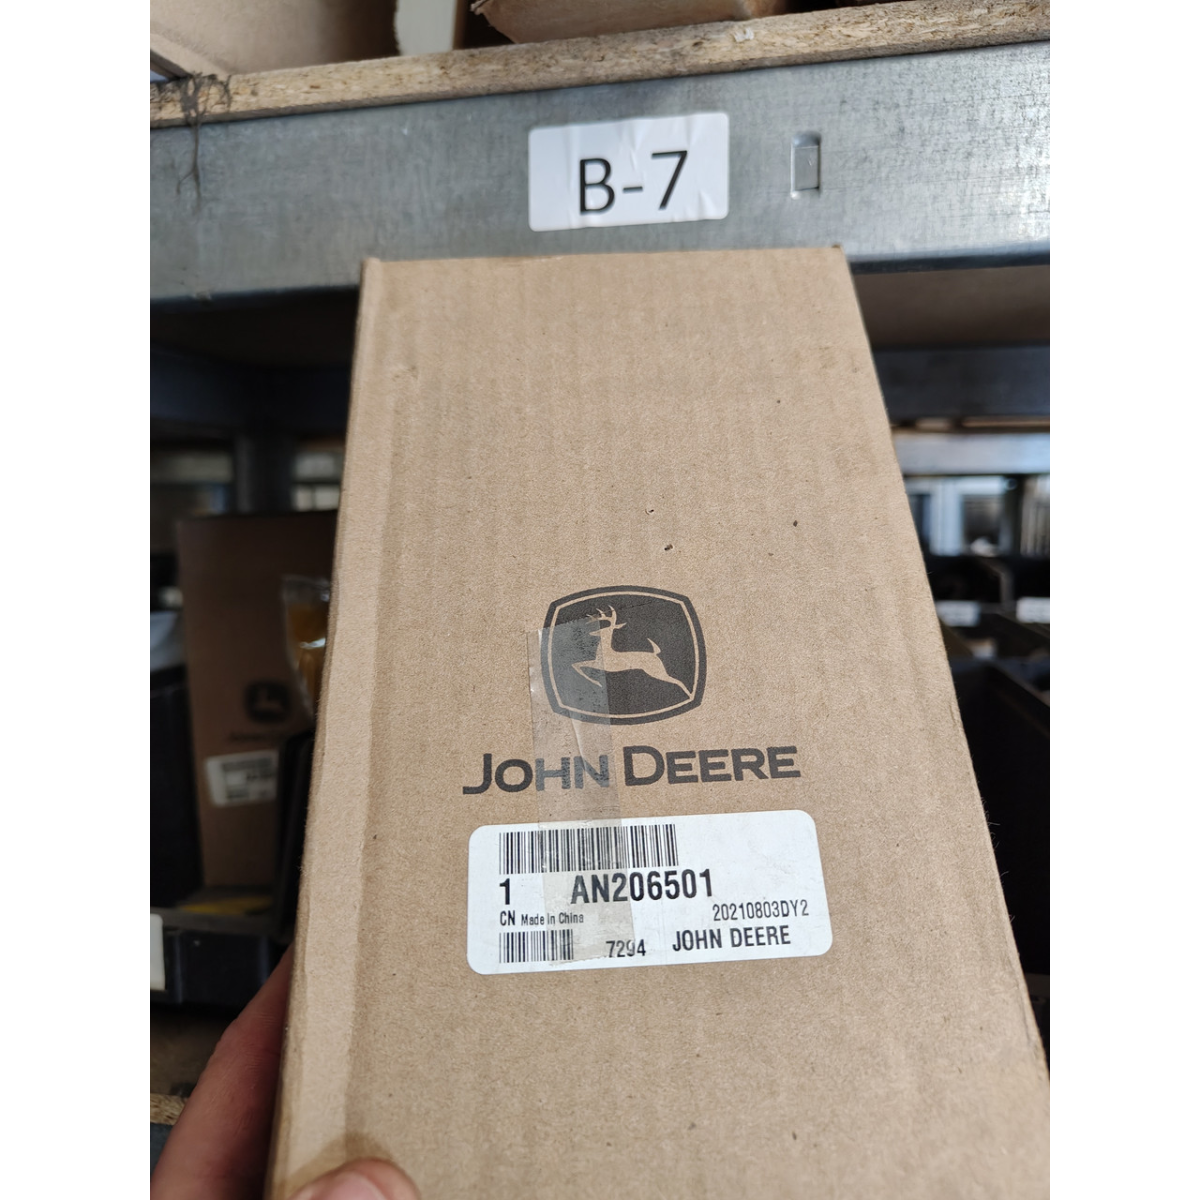 B-7
JOHN DEERE
1 AN206501
CN Made in China 20210803DY2
7294 JOHN DEERE